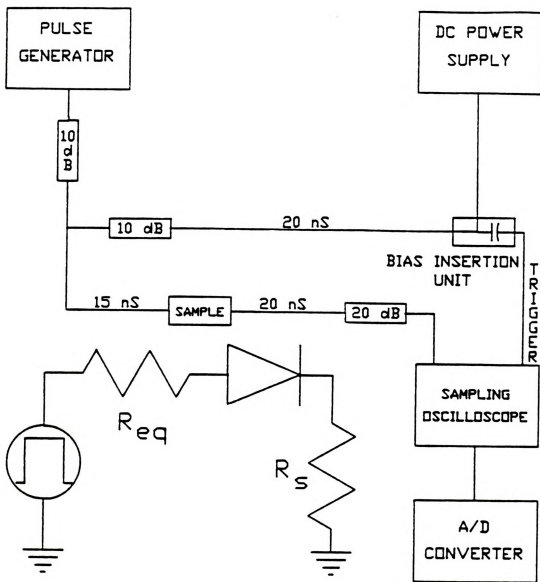 PULSE
GENERATOR
DC POWER
SUPPLY
10
dB
10 dB
20 nS
BIAS INSERTION
UNIT
TRIGGER
15 nS
SAMPLE
20 nS
20 dB
SAMPLING
OSCILLOSCOPE
Req
Rs
A/D
CONVERTER